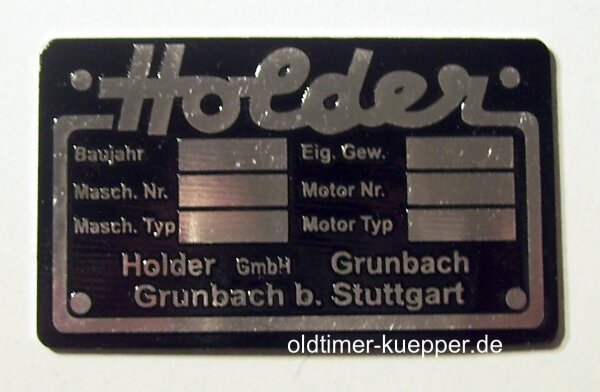 Holder
Baujahr Eig. Gew.
Masch. Nr. Motor Nr.
Masch. Typ Motor Typ
Holder GmbH Grunbach
Grunbach b. Stuttgart
oldtimer-kuepper.de